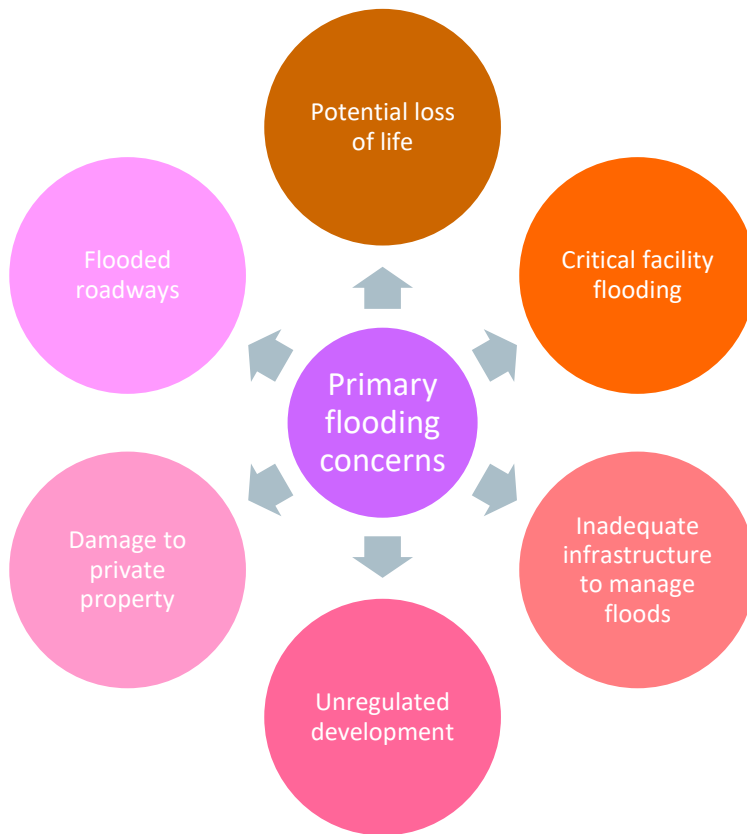 Potential loss
of life
Critical facility
flooding
Inadequate
infrastructure
to manage
floods
Unregulated
development
Damage to
private
property
Flooded
roadways
Primary
flooding
concerns